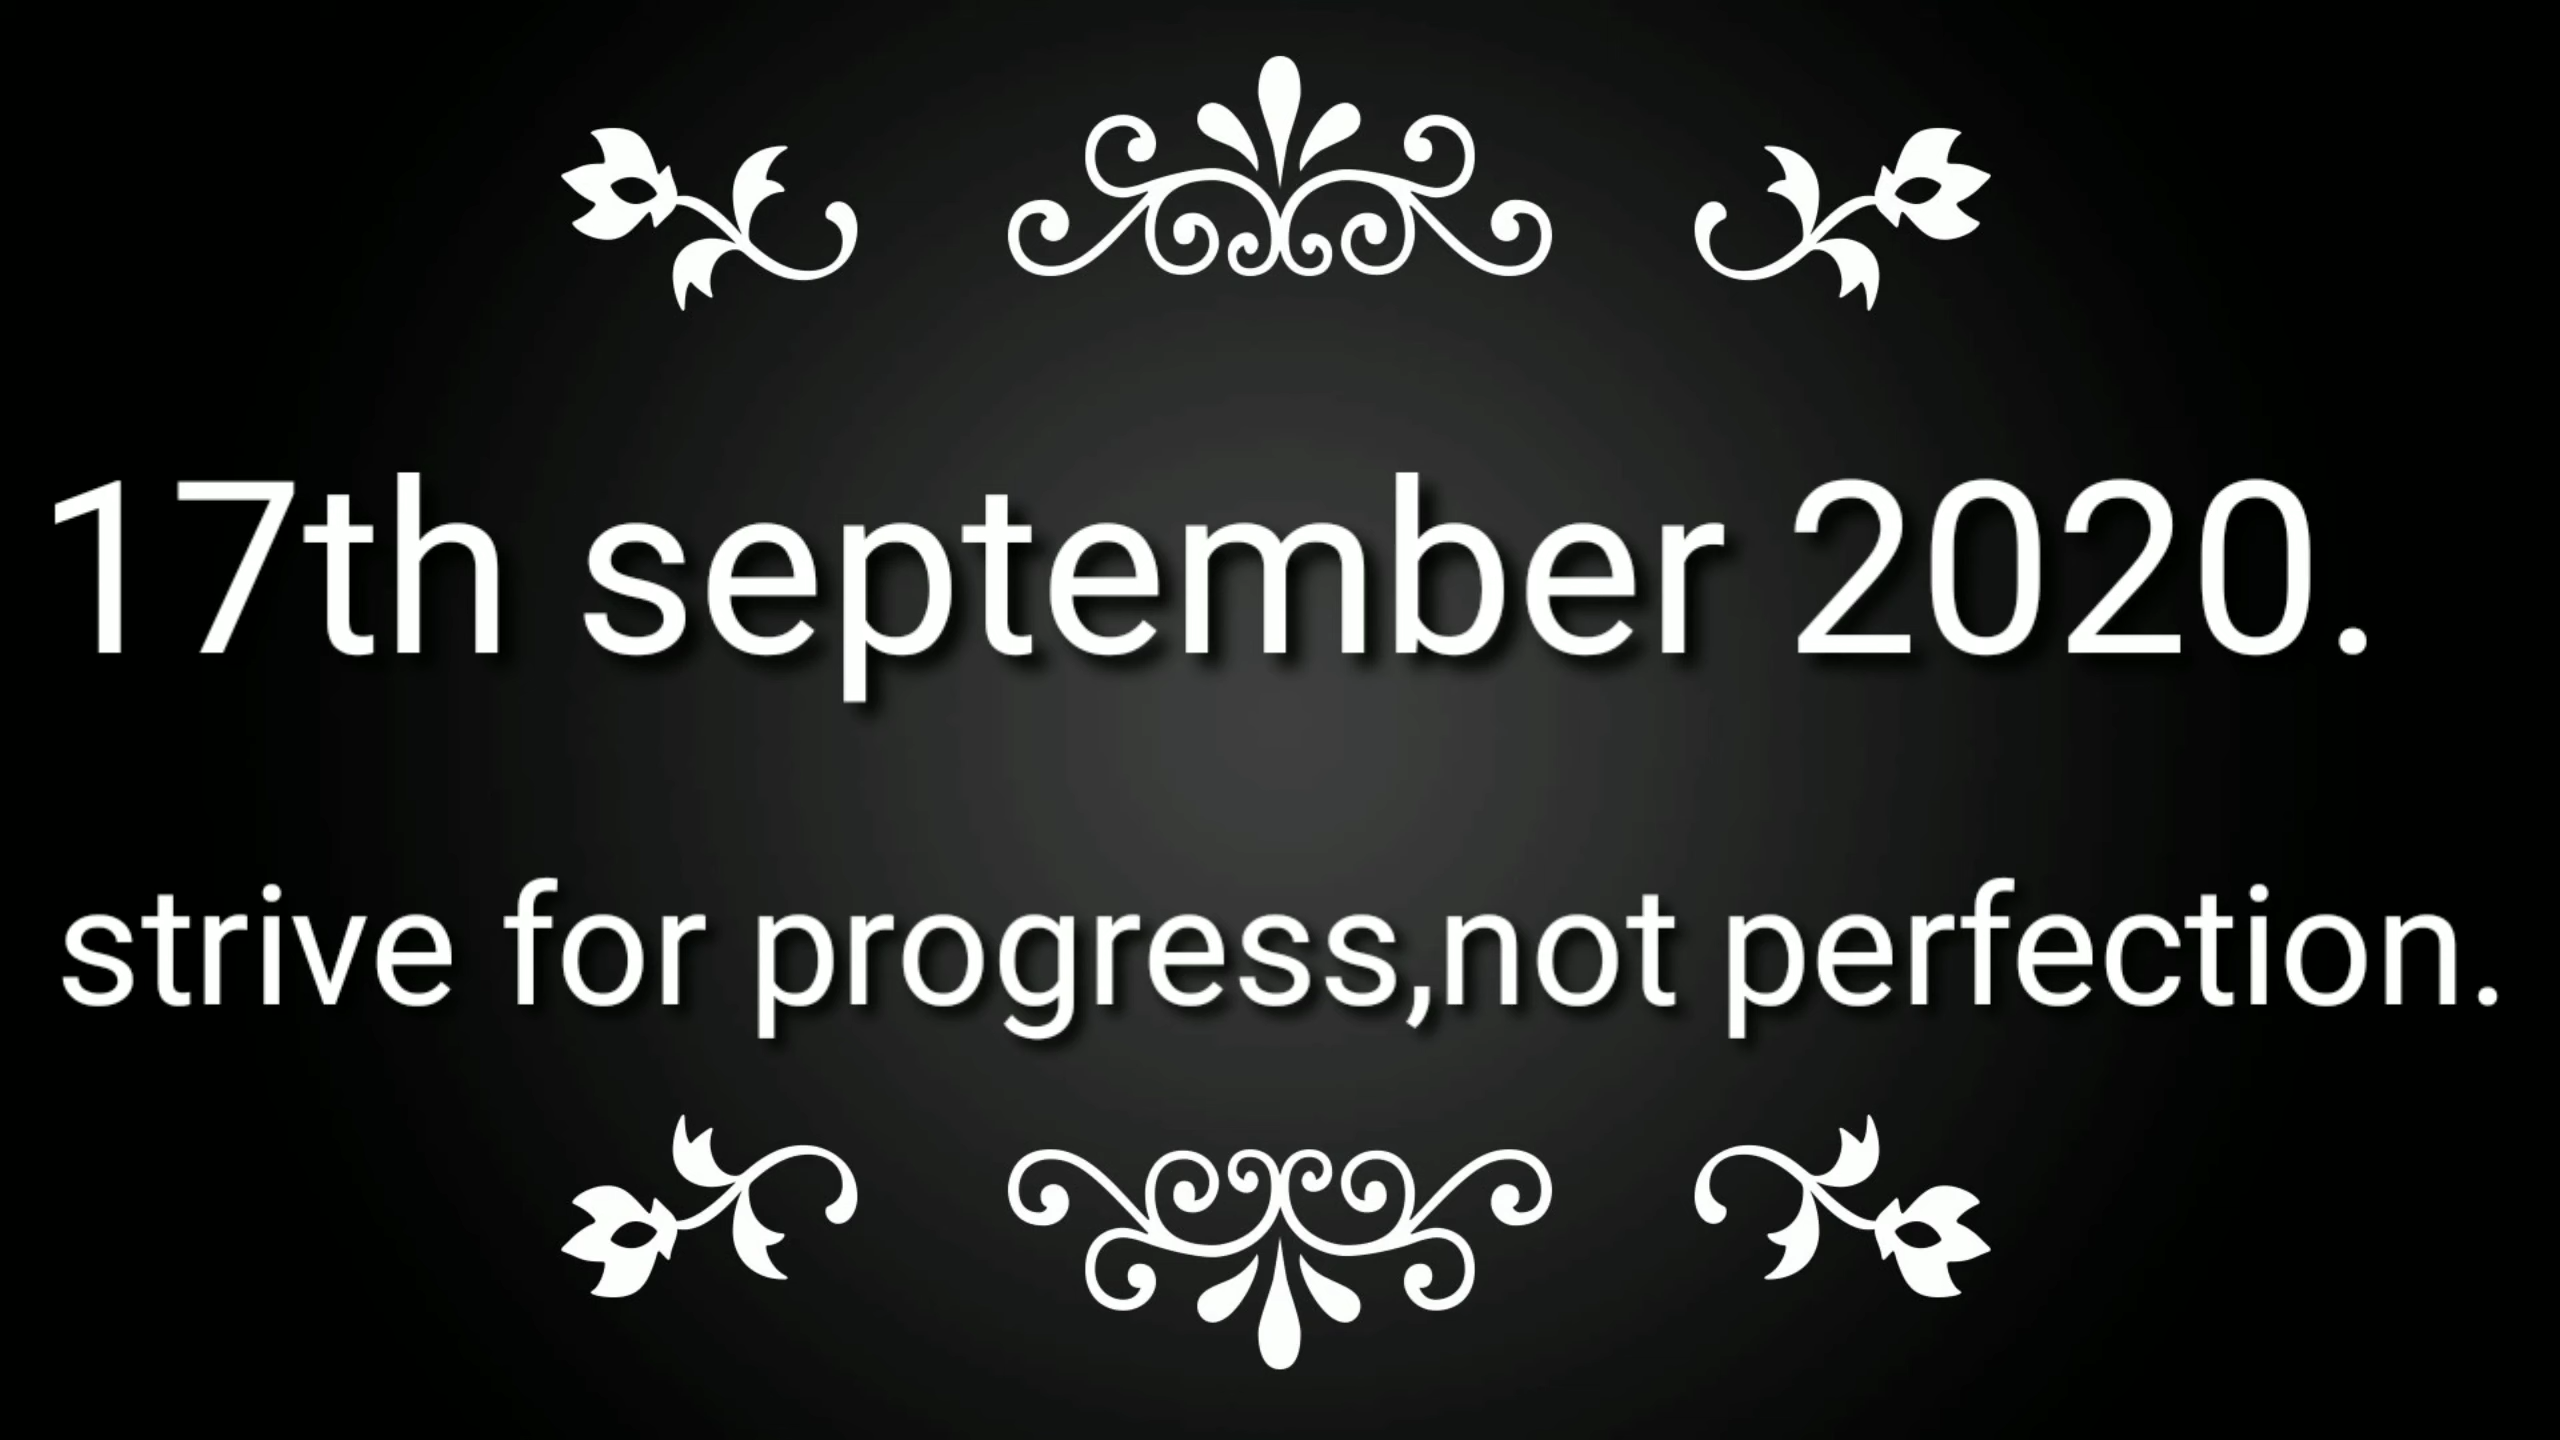 17th september 2020.
strive for progress,not perfection.